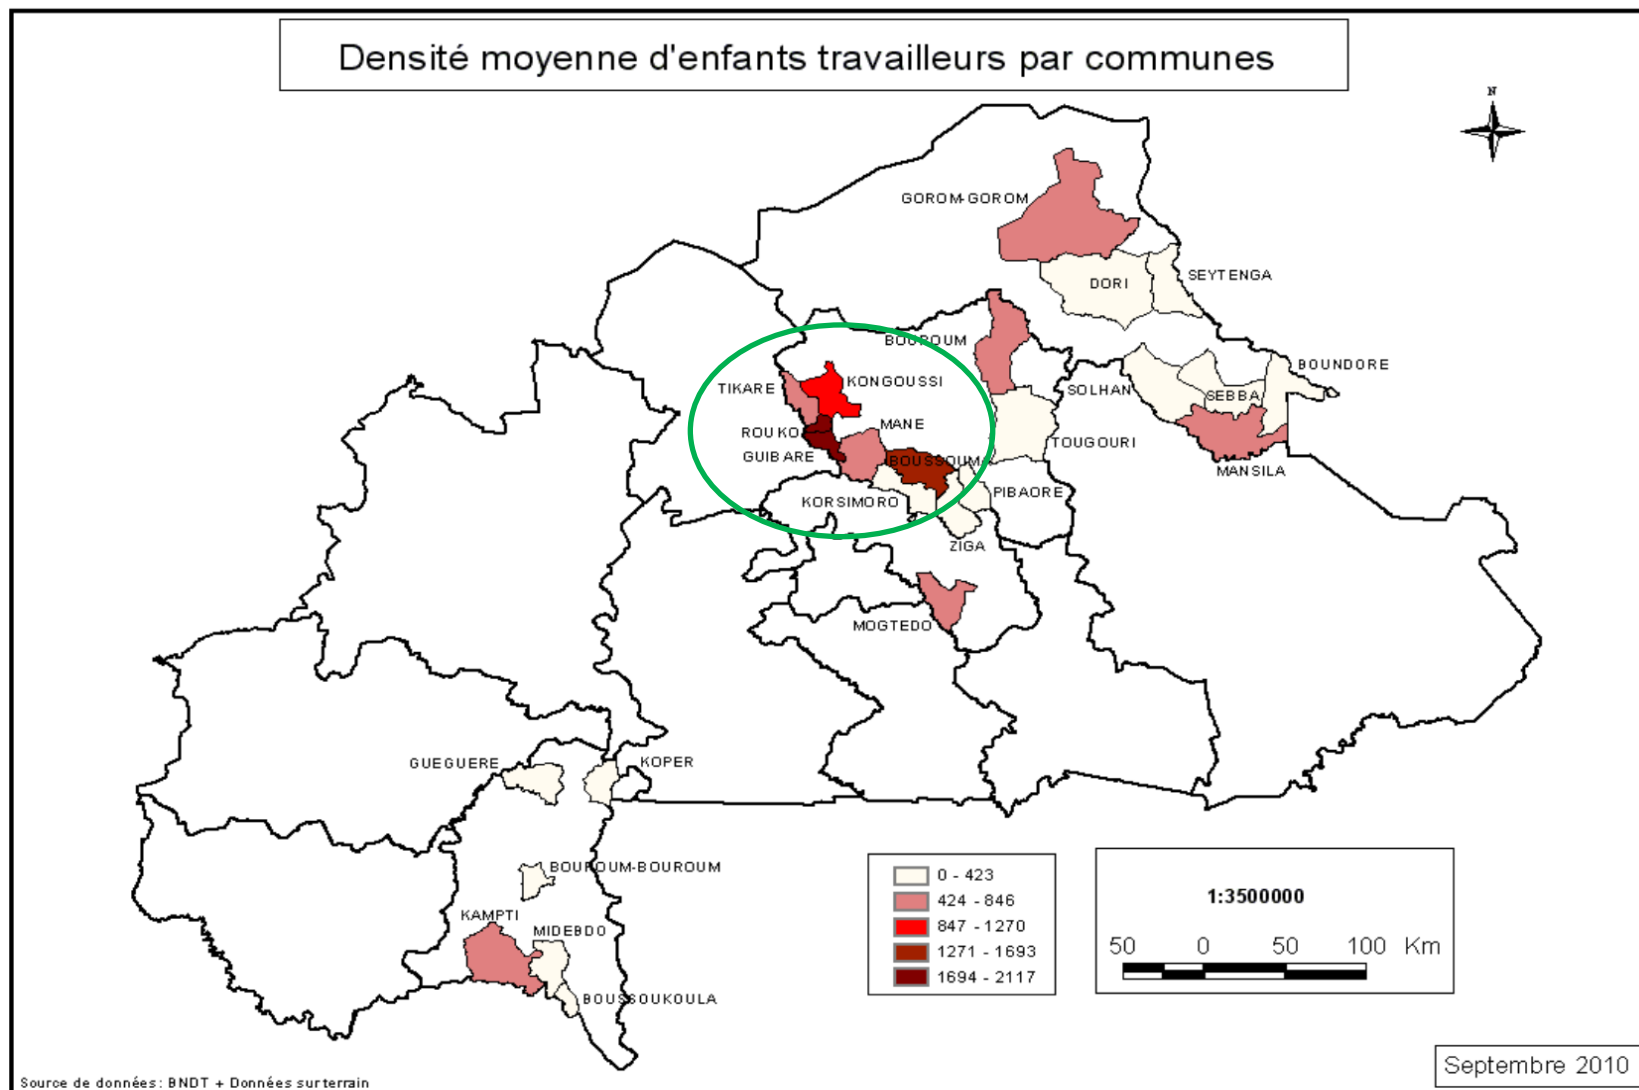 Densité moyenne d'enfants travailleurs par communes
N
GOROM-GOROM
SEYTENGA
DORI
BOUROUM
BOUNDORE
TIKARE
KONGOUSSI
SOLHAN
SEBBA
MANE
ROUKO
TOUGOURI
GUIBARE
BOUSSOUMA
MANSILA
PIBAORE
KORSIMORO
ZIGA
MOGTEDO
GUEGUERE
KOPER
BOUROUM-BOUROUM
KAMPTI
MIDEBDO
BOUSSOUKOULA
0 - 423
424 - 846
847 - 1270
1271 - 1693
1694 - 2117
1:3500000
50 0 50 100 Km
Septembre 2010
Source de données: BNDT + Données sur terrain